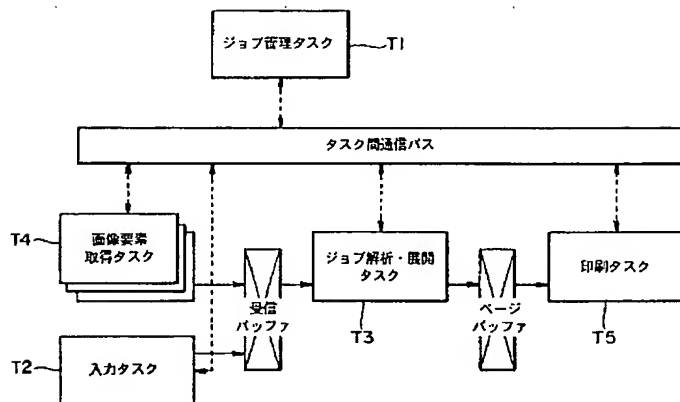 ジョブ管理タスク
T1
タスク間通信バス
T4
画像要素
取得タスク
受信
バッファ
ジョブ解析・展開
タスク
T3
ページ
バッファ
印刷タスク
T5
T2
入力タスク